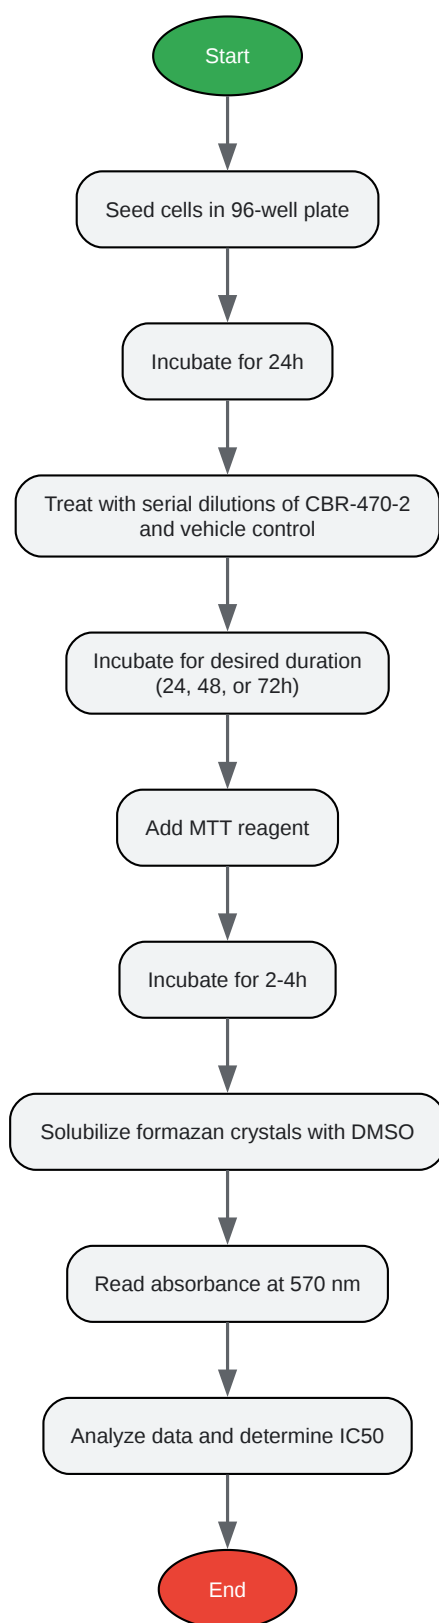 Start
Seed cells in 96-well plate
Incubate for 24h
Treat with serial dilutions of CBR-470-2
and vehicle control
Incubate for desired duration
(24, 48, or 72h)
Add MTT reagent
Incubate for 2-4h
Solubilize formazan crystals with DMSO
Read absorbance at 570 nm
Analyze data and determine IC50
End